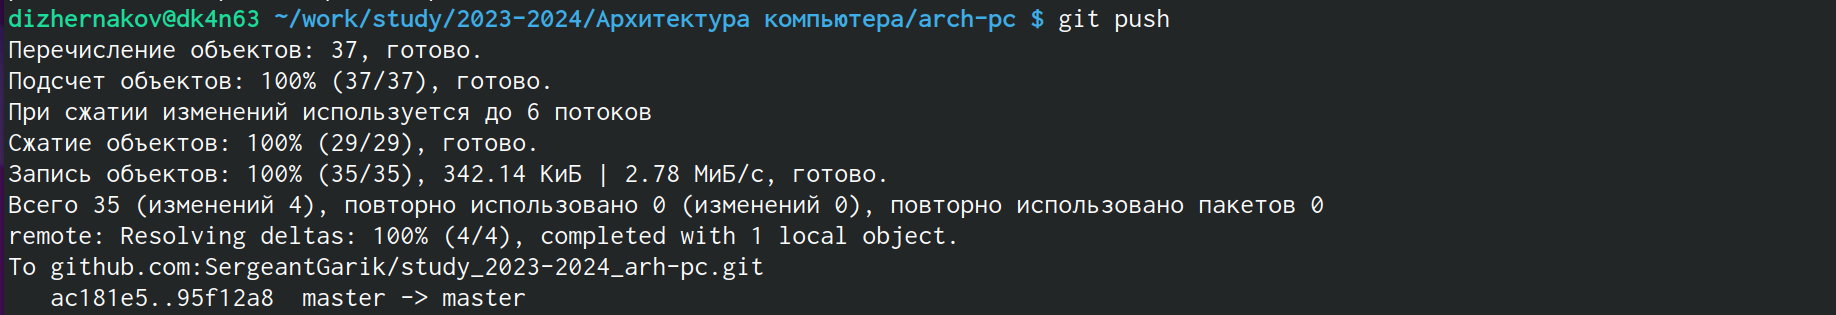 dizhernakov@dk4n63 ~/work/study/2023-2024/Архитектура компьютера/arch-pc $ git push
Перечисление объектов: 37, готово.
Подсчет объектов: 100% (37/37), готово.
При сжатии изменений используется до 6 потоков
Сжатие объектов: 100% (29/29), готово.
Запись объектов: 100% (35/35), 342.14 КиБ | 2.78 МиБ/с, готово.
Всего 35 (изменений 4), повторно использовано 0 (изменений 0), повторно использовано пакетов 0
remote: Resolving deltas: 100% (4/4), completed with 1 local object.
To github.com:SergeantGarik/study_2023-2024_arh-pc.git
   ac181e5..95f12a8  master -> master